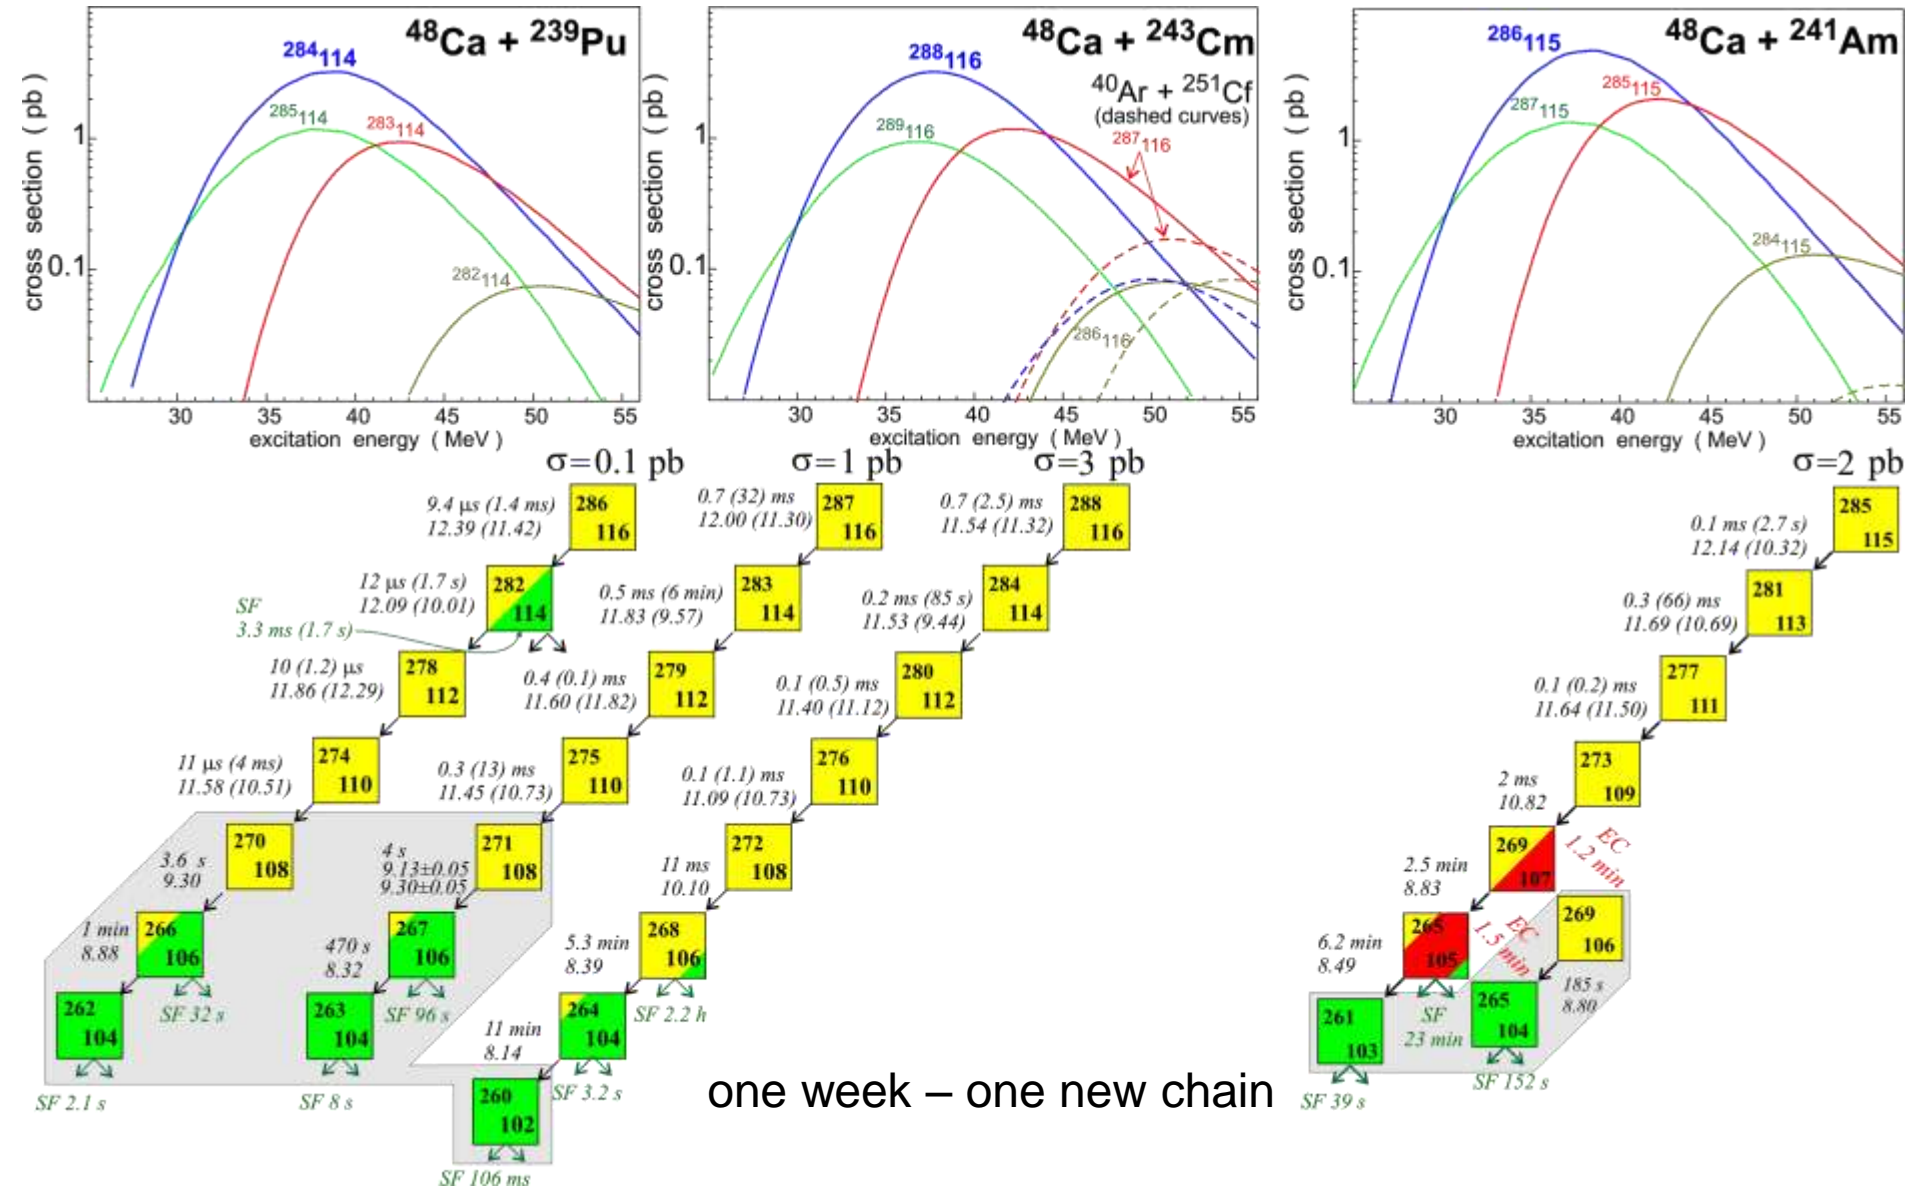 ⁴⁸Ca + ²³⁹Pu
²⁸⁴114
²⁸⁵114
²⁸³114
²⁸²114
cross section ( pb )
1
0.1
30 35 40 45 50 55
excitation energy ( MeV )
⁴⁸Ca + ²⁴³Cm
⁴⁰Ar + ²⁵¹Cf
(dashed curves)
²⁸⁸116
²⁸⁹116
²⁸⁷116
²⁸⁶116
cross section ( pb )
1
0.1
30 35 40 45 50 55
excitation energy ( MeV )
⁴⁸Ca + ²⁴¹Am
²⁸⁶115
²⁸⁵115
²⁸⁷115
²⁸⁴115
cross section ( pb )
1
0.1
30 35 40 45 50 55
excitation energy ( MeV )
σ=0.1 pb
9.4 μs (1.4 ms)
12.39 (11.42)
286
116
12 μs (1.7 s)
12.09 (10.01)
282
114
SF
3.3 ms (1.7 s)
10 (1.2) μs
11.86 (12.29)
278
112
11 μs (4 ms)
11.58 (10.51)
274
110
3.6 s
9.30
270
108
1 min
8.88
266
106
SF 32 s
262
104
SF 2.1 s
σ=1 pb
0.7 (32) ms
12.00 (11.30)
287
116
0.5 ms (6 min)
11.83 (9.57)
283
114
0.4 (0.1) ms
11.60 (11.82)
279
112
0.3 (13) ms
11.45 (10.73)
275
110
4 s
9.13±0.05
9.30±0.05
271
108
470 s
8.32
267
106
SF 96 s
263
104
SF 8 s
σ=3 pb
0.7 (2.5) ms
11.54 (11.32)
288
116
0.2 ms (85 s)
11.53 (9.44)
284
114
0.1 (0.5) ms
11.40 (11.12)
280
112
0.1 (1.1) ms
11.09 (10.73)
276
110
11 ms
10.10
272
108
5.3 min
8.39
268
106
SF 2.2 h
11 min
8.14
264
104
SF 3.2 s
260
102
SF 106 ms
σ=2 pb
0.1 ms (2.7 s)
12.14 (10.32)
285
115
0.3 (66) ms
11.69 (10.69)
281
113
0.1 (0.2) ms
11.64 (11.50)
277
111
2 ms
10.82
273
109
2.5 min
8.83
269
107
EC
1.2 min
6.2 min
8.49
265
105
EC
1.5 min
SF
23 min
269
106
185 s
8.80
261
103
SF 39 s
265
104
SF 152 s
one week – one new chain